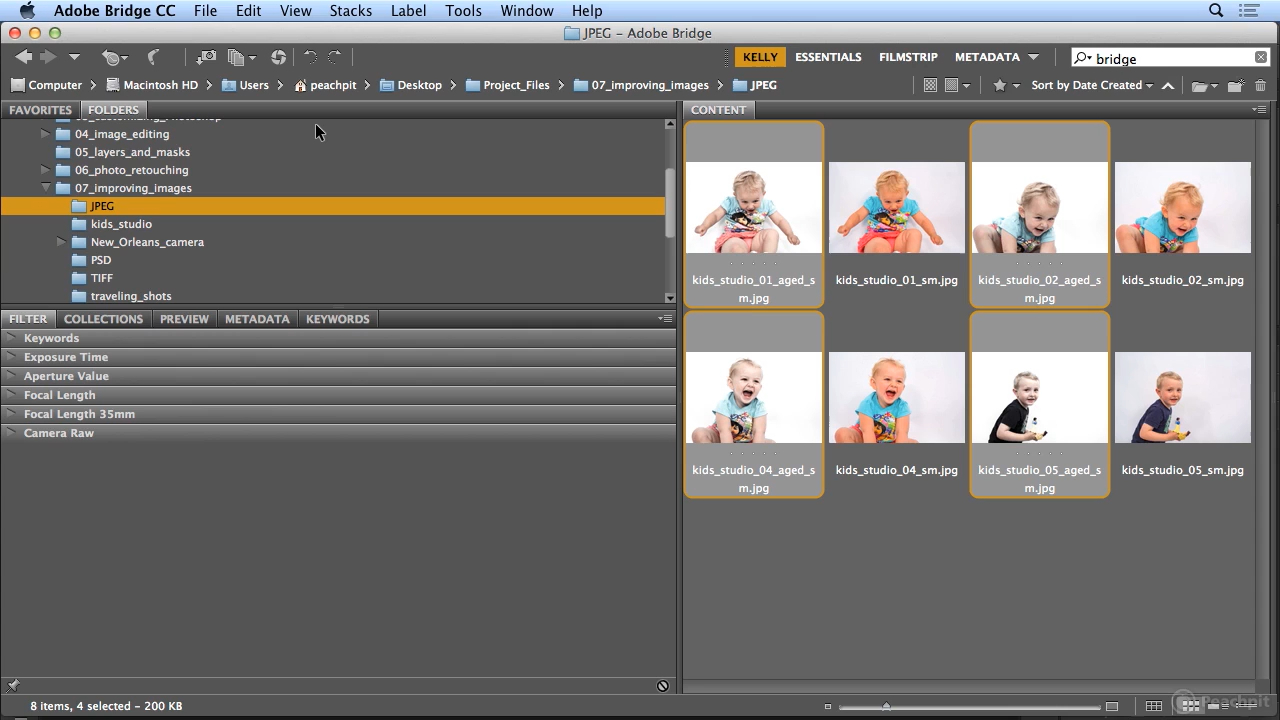 Adobe Bridge CC File Edit View Stacks Label Tools Window Help
JPEG – Adobe Bridge
KELLY ESSENTIALS FILMSTRIP METADATA bridge
Computer Macintosh HD Users peachpit Desktop Project_Files 07_improving_images JPEG Sort by Date Created
FAVORITES FOLDERS
04_image_editing
05_layers_and_masks
06_photo_retouching
07_improving_images
JPEG
kids_studio
New_Orleans_camera
PSD
TIFF
traveling_shots
FILTER COLLECTIONS PREVIEW METADATA KEYWORDS
Keywords
Exposure Time
Aperture Value
Focal Length
Focal Length 35mm
Camera Raw
CONTENT
kids_studio_01_aged_s
m.jpg
kids_studio_01_sm.jpg
kids_studio_02_aged_s
m.jpg
kids_studio_02_sm.jpg
kids_studio_04_aged_s
m.jpg
kids_studio_04_sm.jpg
kids_studio_05_aged_s
m.jpg
kids_studio_05_sm.jpg
8 items, 4 selected – 200 KB
Peachpit